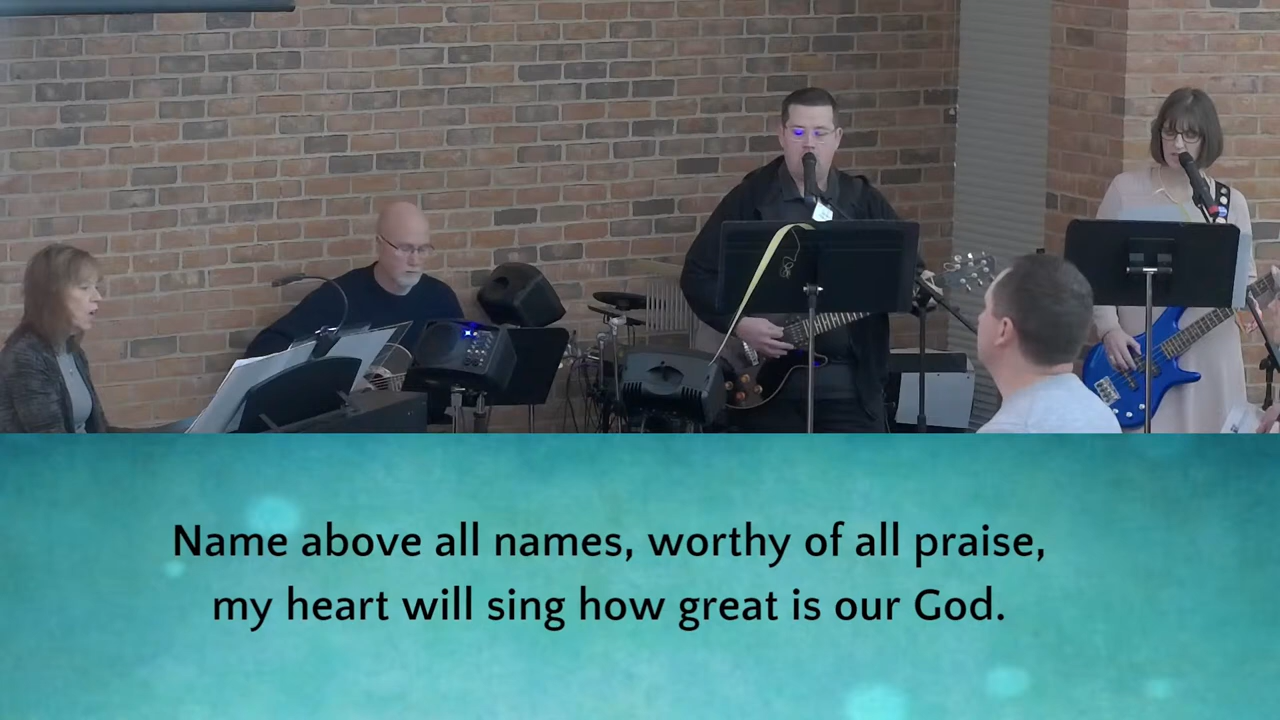 Name above all names, worthy of all praise,
my heart will sing how great is our God.